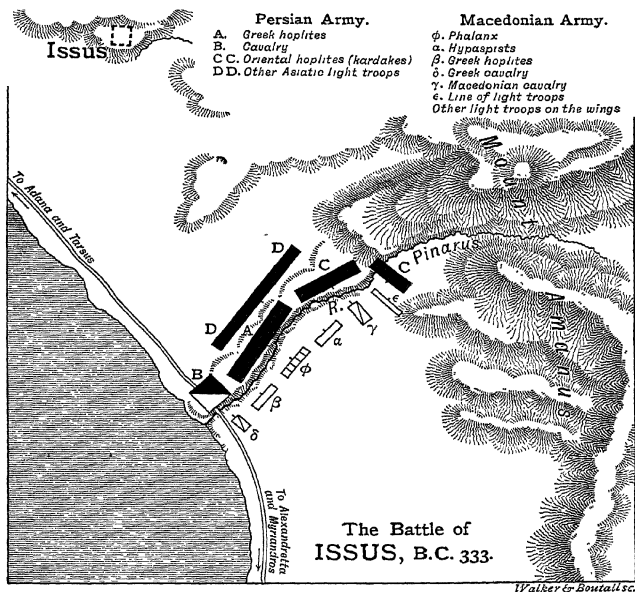 Issus
Persian Army.
A. Greek hoplites
B. Cavalry
C C. Oriental hoplites (kardakes)
D D. Other Asiatic light troops
Macedonian Army.
ϕ. Phalanx
α. Hypaspists
β. Greek hoplites
δ. Greek cavalry
γ. Macedonian cavalry
ϵ. Line of light troops
Other light troops on the wings
To Adana and Tarsus
Mount
Amanus
R. Pinarus
D
D
C
C
A
B
ϵ
γ
α
ϕ
β
δ
To Alexandretta
and Myriandros
The Battle of
ISSUS, B.C. 333.
Walker & Boutall sc.